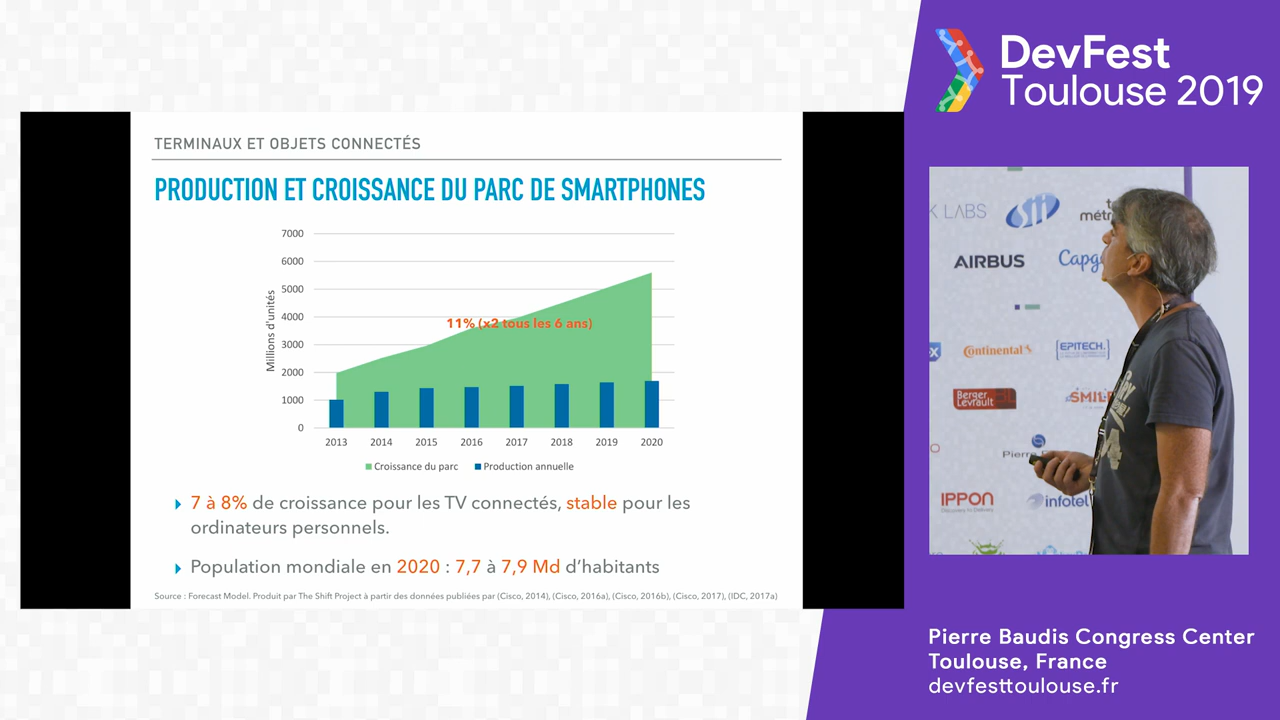 DevFest
Toulouse 2019
TERMINAUX ET OBJETS CONNECTÉS
PRODUCTION ET CROISSANCE DU PARC DE SMARTPHONES
Millions d'unités
7000
6000
5000
4000
3000
2000
1000
0
11% (x2 tous les 6 ans)
2013 2014 2015 2016 2017 2018 2019 2020
Croissance du parc Production annuelle
7 à 8% de croissance pour les TV connectés, stable pour les
ordinateurs personnels.
Population mondiale en 2020 : 7,7 à 7,9 Md d'habitants
Source : Forecast Model. Produit par The Shift Project à partir des données publiées par (Cisco, 2014), (Cisco, 2016a), (Cisco, 2016b), (Cisco, 2017), (IDC, 2017a)
LABS
AIRBUS
Continental
EPITECH.
Berger
Levrault
SMILE
IPPON
infotel
Pierre Baudis Congress Center
Toulouse, France
devfesttoulouse.fr